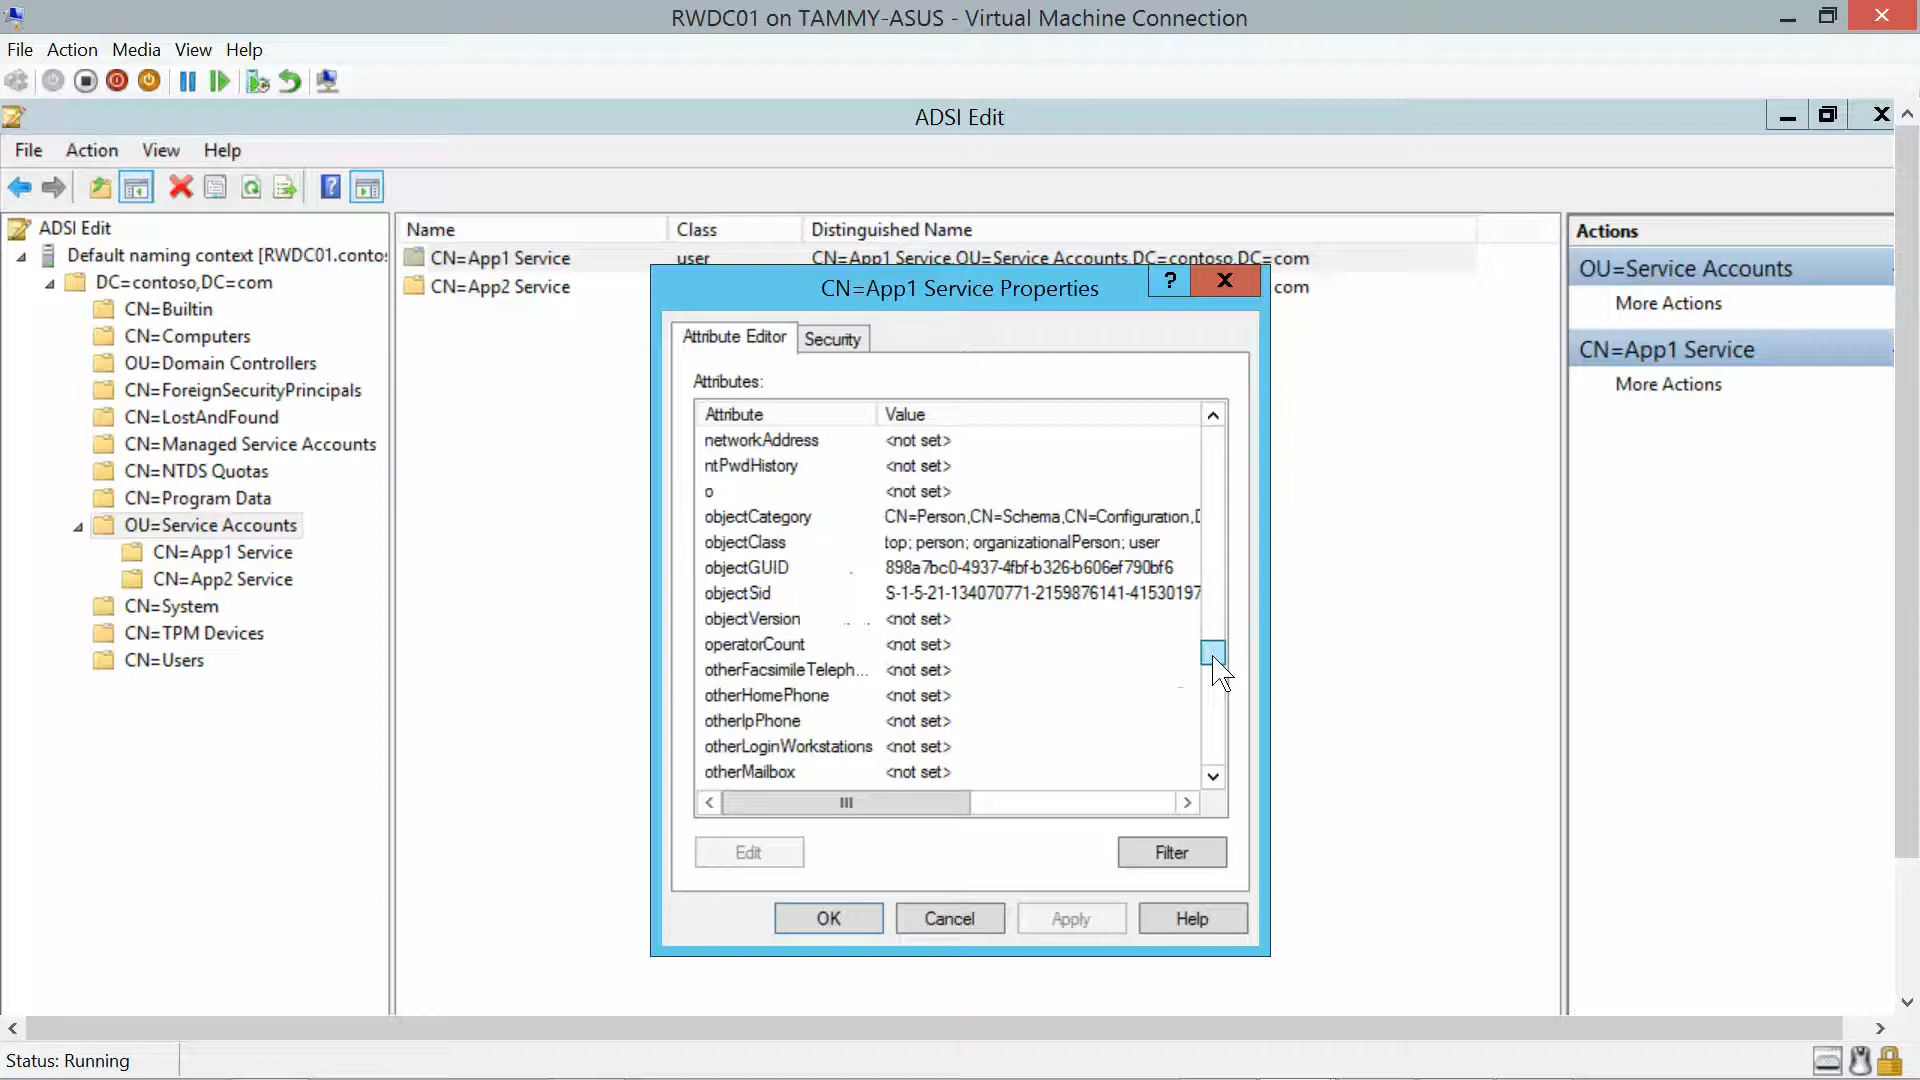 RWDC01 on TAMMY-ASUS - Virtual Machine Connection
File Action Media View Help
ADSI Edit
File Action View Help
ADSI Edit
Default naming context [RWDC01.contos
DC=contoso,DC=com
CN=Builtin
CN=Computers
OU=Domain Controllers
CN=ForeignSecurityPrincipals
CN=LostAndFound
CN=Managed Service Accounts
CN=NTDS Quotas
CN=Program Data
OU=Service Accounts
CN=App1 Service
CN=App2 Service
CN=System
CN=TPM Devices
CN=Users
Name Class Distinguished Name
CN=App1 Service user CN=App1 Service,OU=Service Accounts,DC=contoso,DC=com
CN=App2 Service com
CN=App1 Service Properties
?
Attribute Editor Security
Attributes:
Attribute Value
networkAddress <not set>
ntPwdHistory <not set>
o <not set>
objectCategory CN=Person,CN=Schema,CN=Configuration,D
objectClass top; person; organizationalPerson; user
objectGUID 898a7bc0-4937-4fbf-b326-b606ef790bf6
objectSid S-1-5-21-134070771-2159876141-41530197
objectVersion <not set>
operatorCount <not set>
otherFacsimileTeleph... <not set>
otherHomePhone <not set>
otherIpPhone <not set>
otherLoginWorkstations <not set>
otherMailbox <not set>
Edit Filter
OK Cancel Apply Help
Actions
OU=Service Accounts
More Actions
CN=App1 Service
More Actions
Status: Running